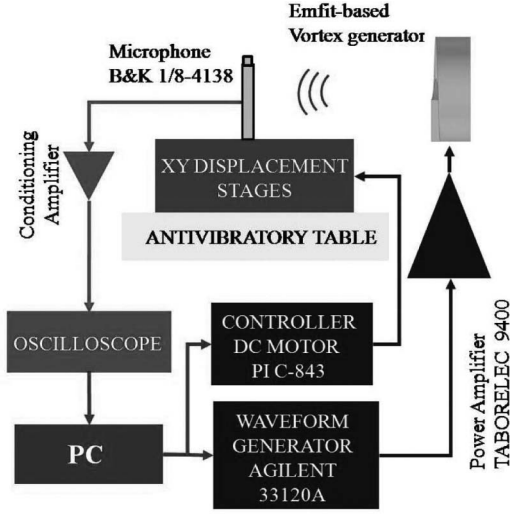 Emfit-based
Vortex generator
Microphone
B&K 1/8-4138
Conditioning
Amplifier
XY DISPLACEMENT
STAGES
ANTIVIBRATORY TABLE
OSCILLOSCOPE
CONTROLLER
DC MOTOR
PI C-843
PC
WAVEFORM
GENERATOR
AGILENT
33120A
Power Amplifier
TABORELEC 9400